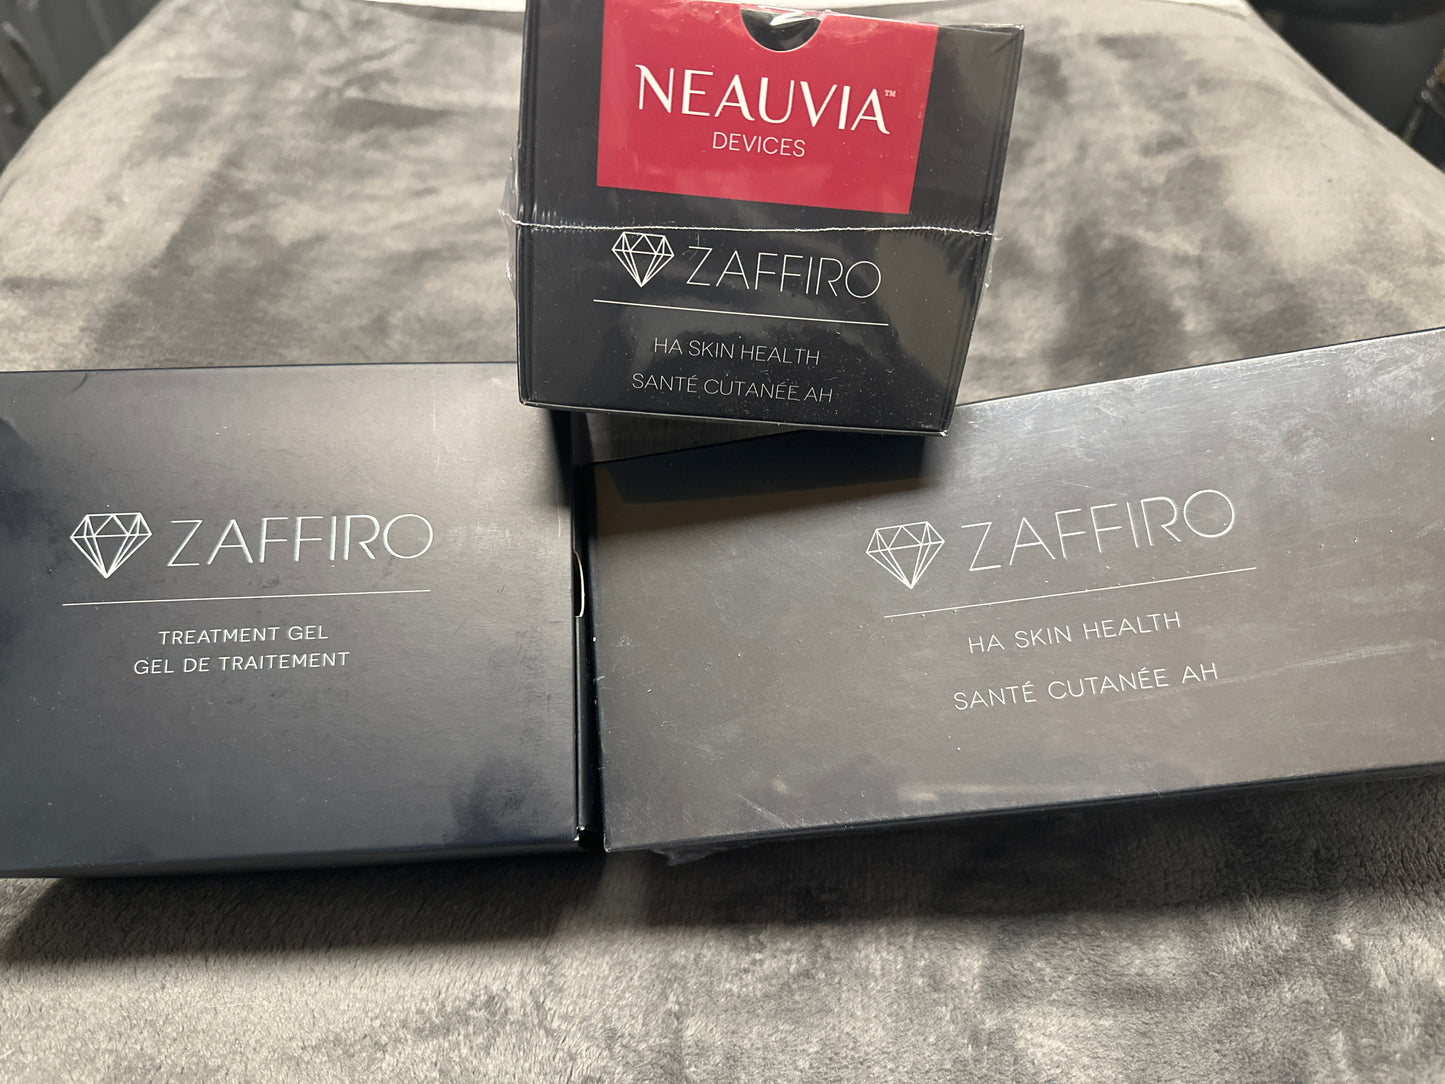 NEAUVIA™
DEVICES
ZAFFIRO
HA SKIN HEALTH
SANTÉ CUTANÉE AH
ZAFFIRO
TREATMENT GEL
GEL DE TRAITEMENT
ZAFFIRO
HA SKIN HEALTH
SANTÉ CUTANÉE AH